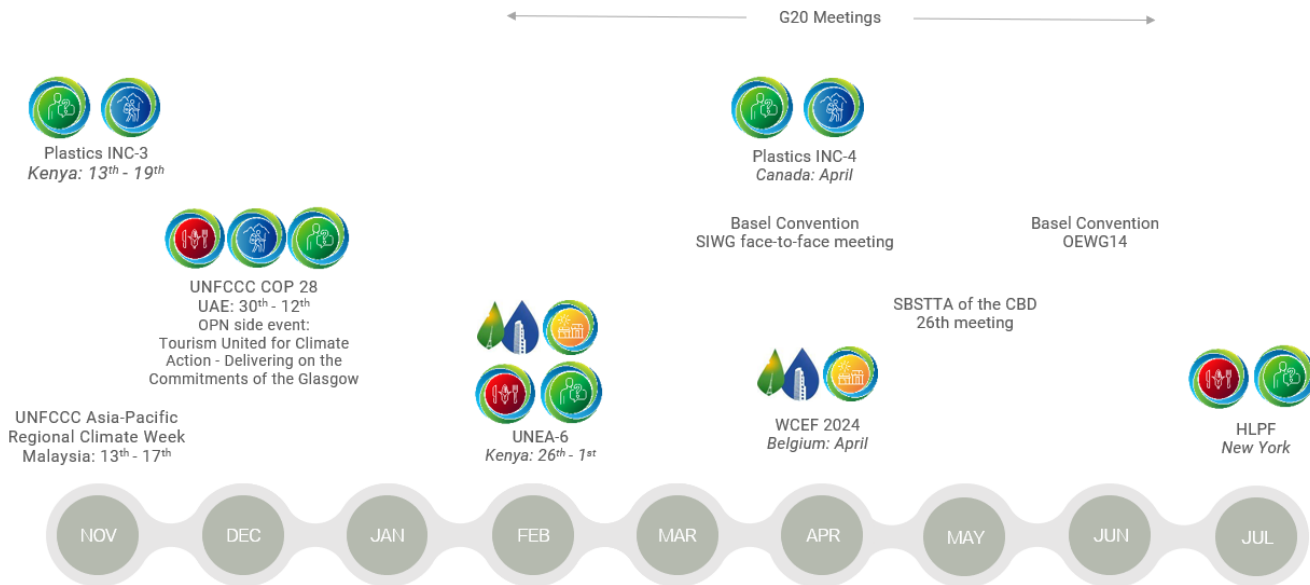 G20 Meetings
Plastics INC-3
Kenya: 13th - 19th
Plastics INC-4
Canada: April
UNFCCC COP 28
UAE: 30th - 12th
OPN side event:
Tourism United for Climate
Action - Delivering on the
Commitments of the Glasgow
Basel Convention
SIWG face-to-face meeting
Basel Convention
OEWG14
SBSTTA of the CBD
26th meeting
UNFCCC Asia-Pacific
Regional Climate Week
Malaysia: 13th - 17th
UNEA-6
Kenya: 26th - 1st
WCEF 2024
Belgium: April
HLPF
New York
NOV
DEC
JAN
FEB
MAR
APR
MAY
JUN
JUL